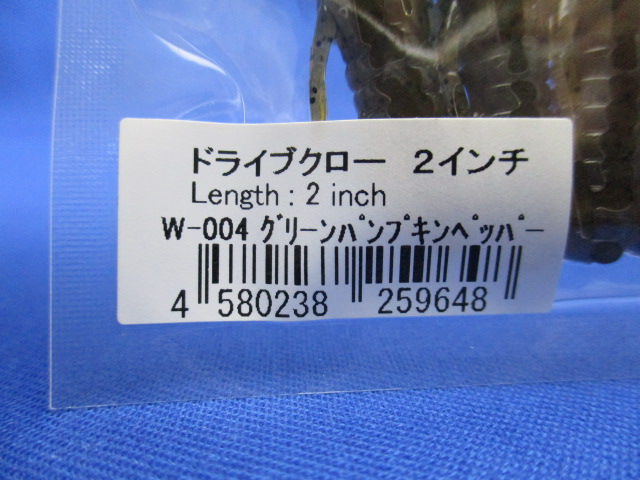 ドライブクロー 2インチ
Length : 2 inch
W-004 ｸﾞﾘｰﾝﾊﾟﾝﾌﾟｷﾝﾍﾟｯﾊﾟｰ
4 580238 259648